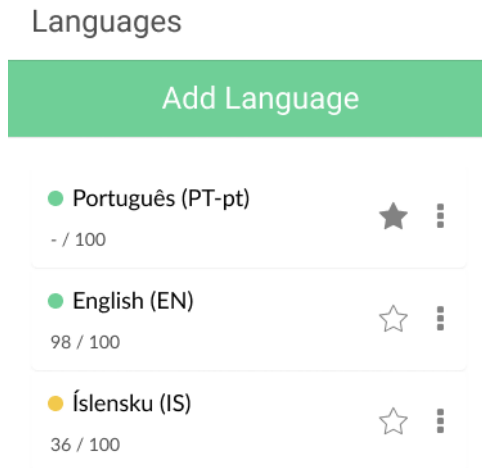 Languages
Add Language
Português (PT-pt)
- / 100
English (EN)
98 / 100
Íslensku (IS)
36 / 100